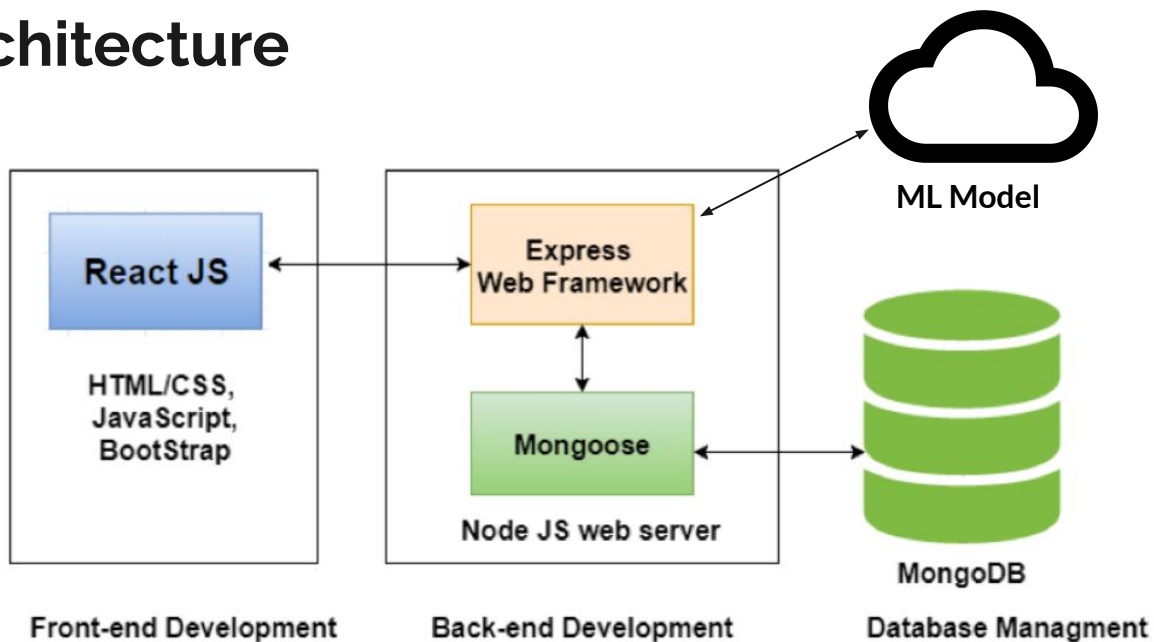 chitecture
ML Model
React JS
HTML/CSS,
JavaScript,
BootStrap
Express
Web Framework
Mongoose
Node JS web server
MongoDB
Front-end Development
Back-end Development
Database Managment